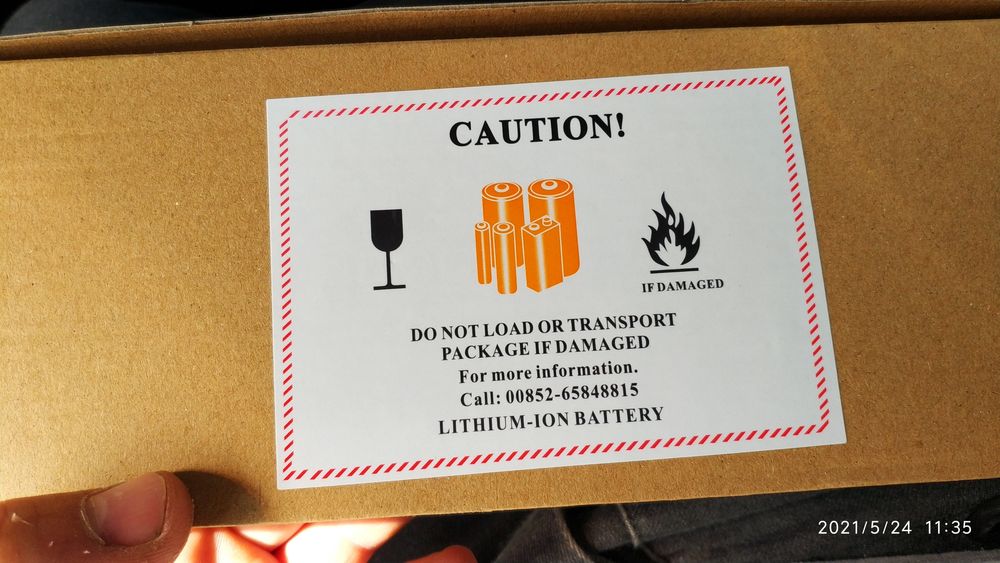 CAUTION!
IF DAMAGED
DO NOT LOAD OR TRANSPORT
PACKAGE IF DAMAGED
For more information.
Call: 00852-65848815
LITHIUM-ION BATTERY
2021/5/24 11:35